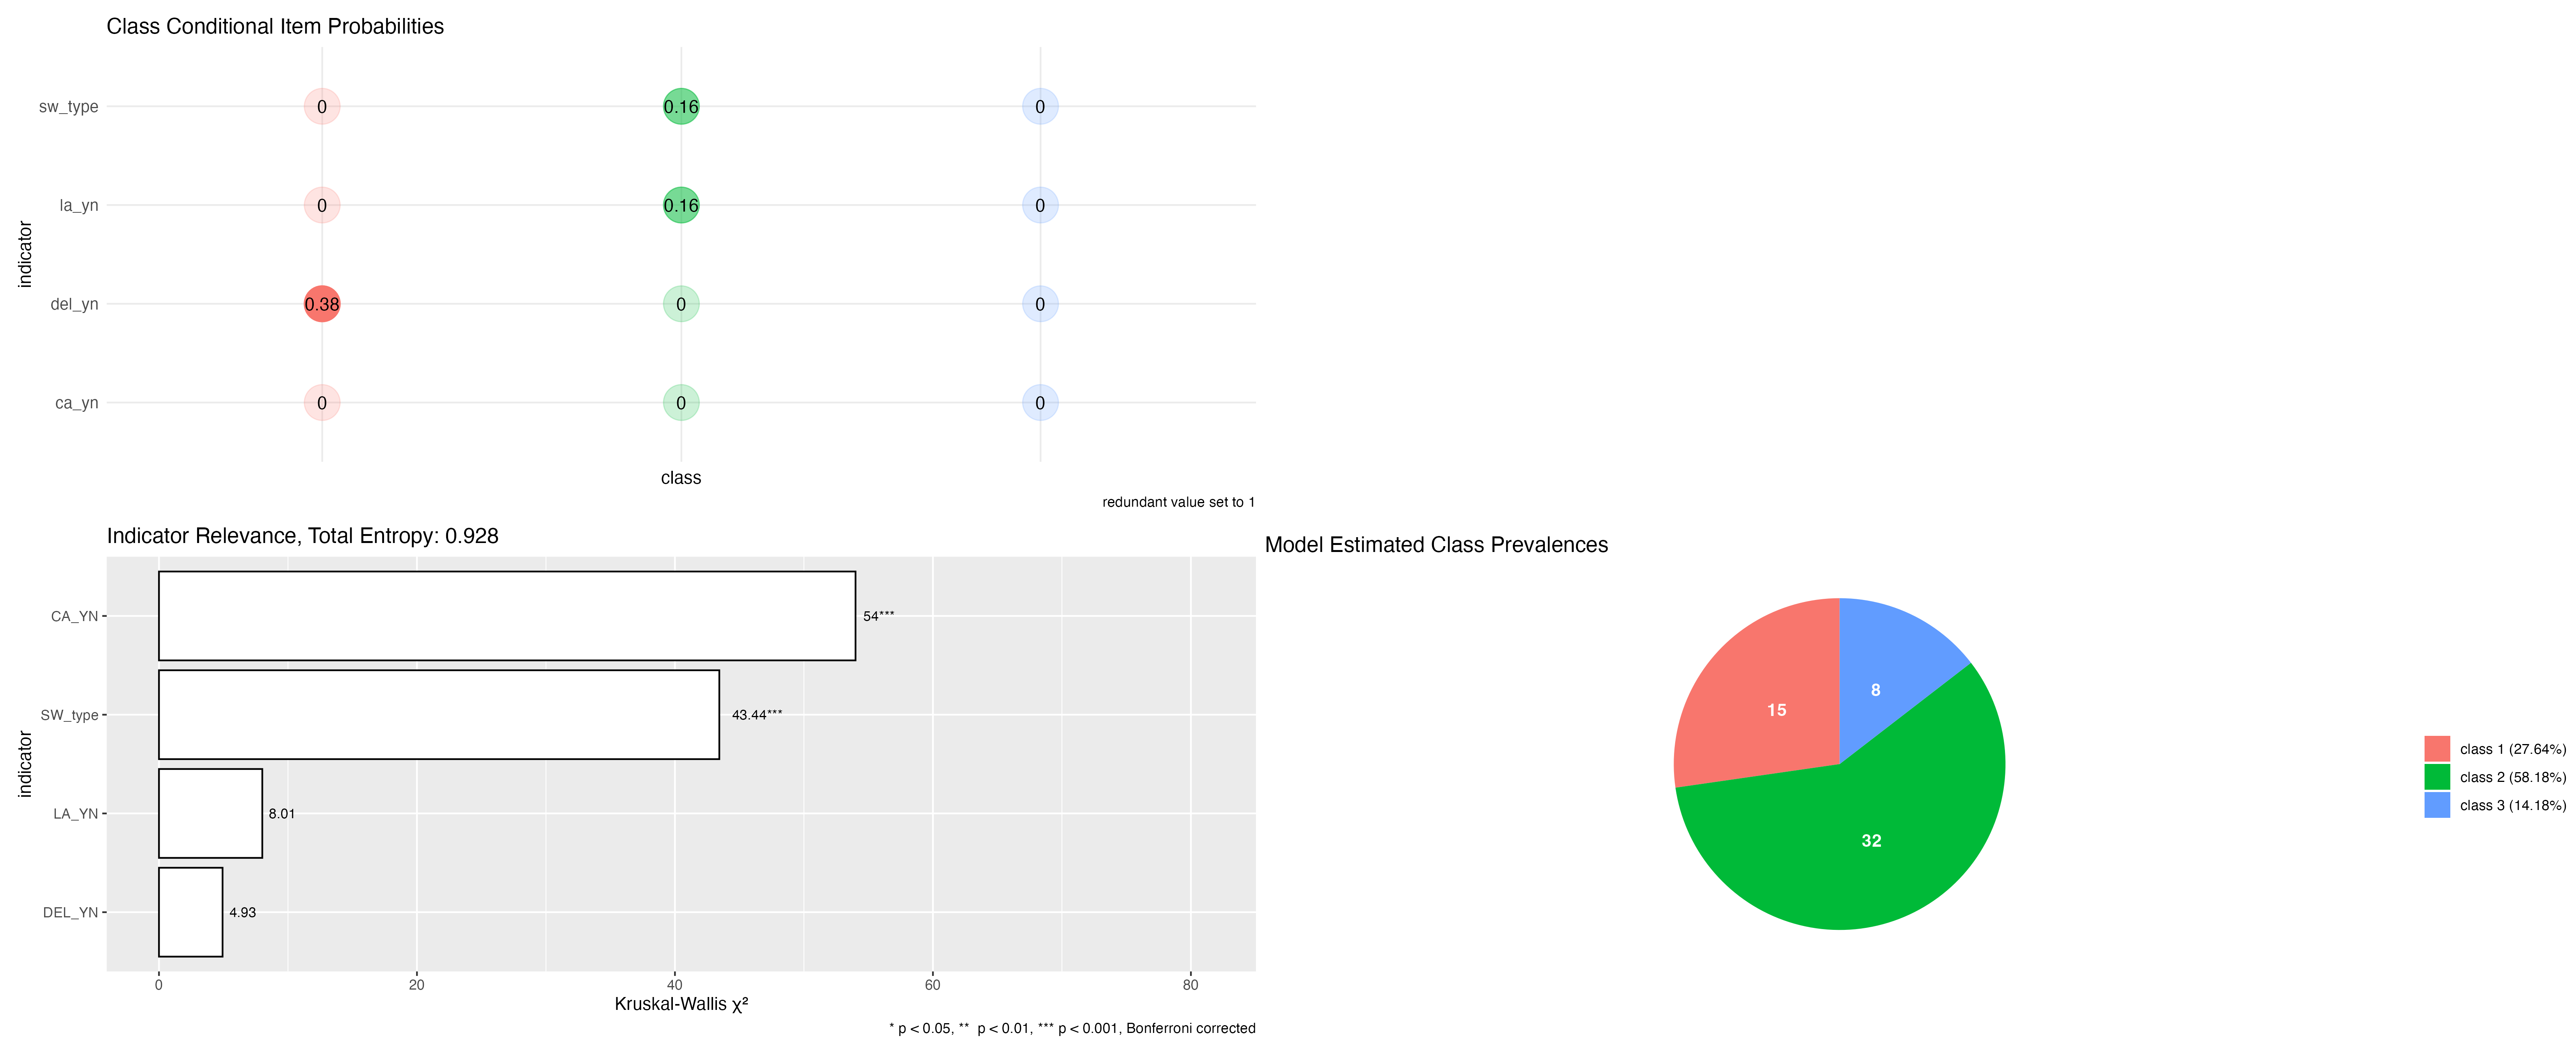 Class Conditional Item Probabilities
indicator
sw_type
0
0.16
0
la_yn
0
0.16
0
del_yn
0.38
0
0
ca_yn
0
0
0
class
redundant value set to 1
Indicator Relevance, Total Entropy: 0.928
indicator
CA_YN
54***
SW_type
43.44***
LA_YN
8.01
DEL_YN
4.93
0
20
40
60
80
Kruskal-Wallis χ²
* p < 0.05, ** p < 0.01, *** p < 0.001, Bonferroni corrected
Model Estimated Class Prevalences
8
15
32
class 1 (27.64%)
class 2 (58.18%)
class 3 (14.18%)